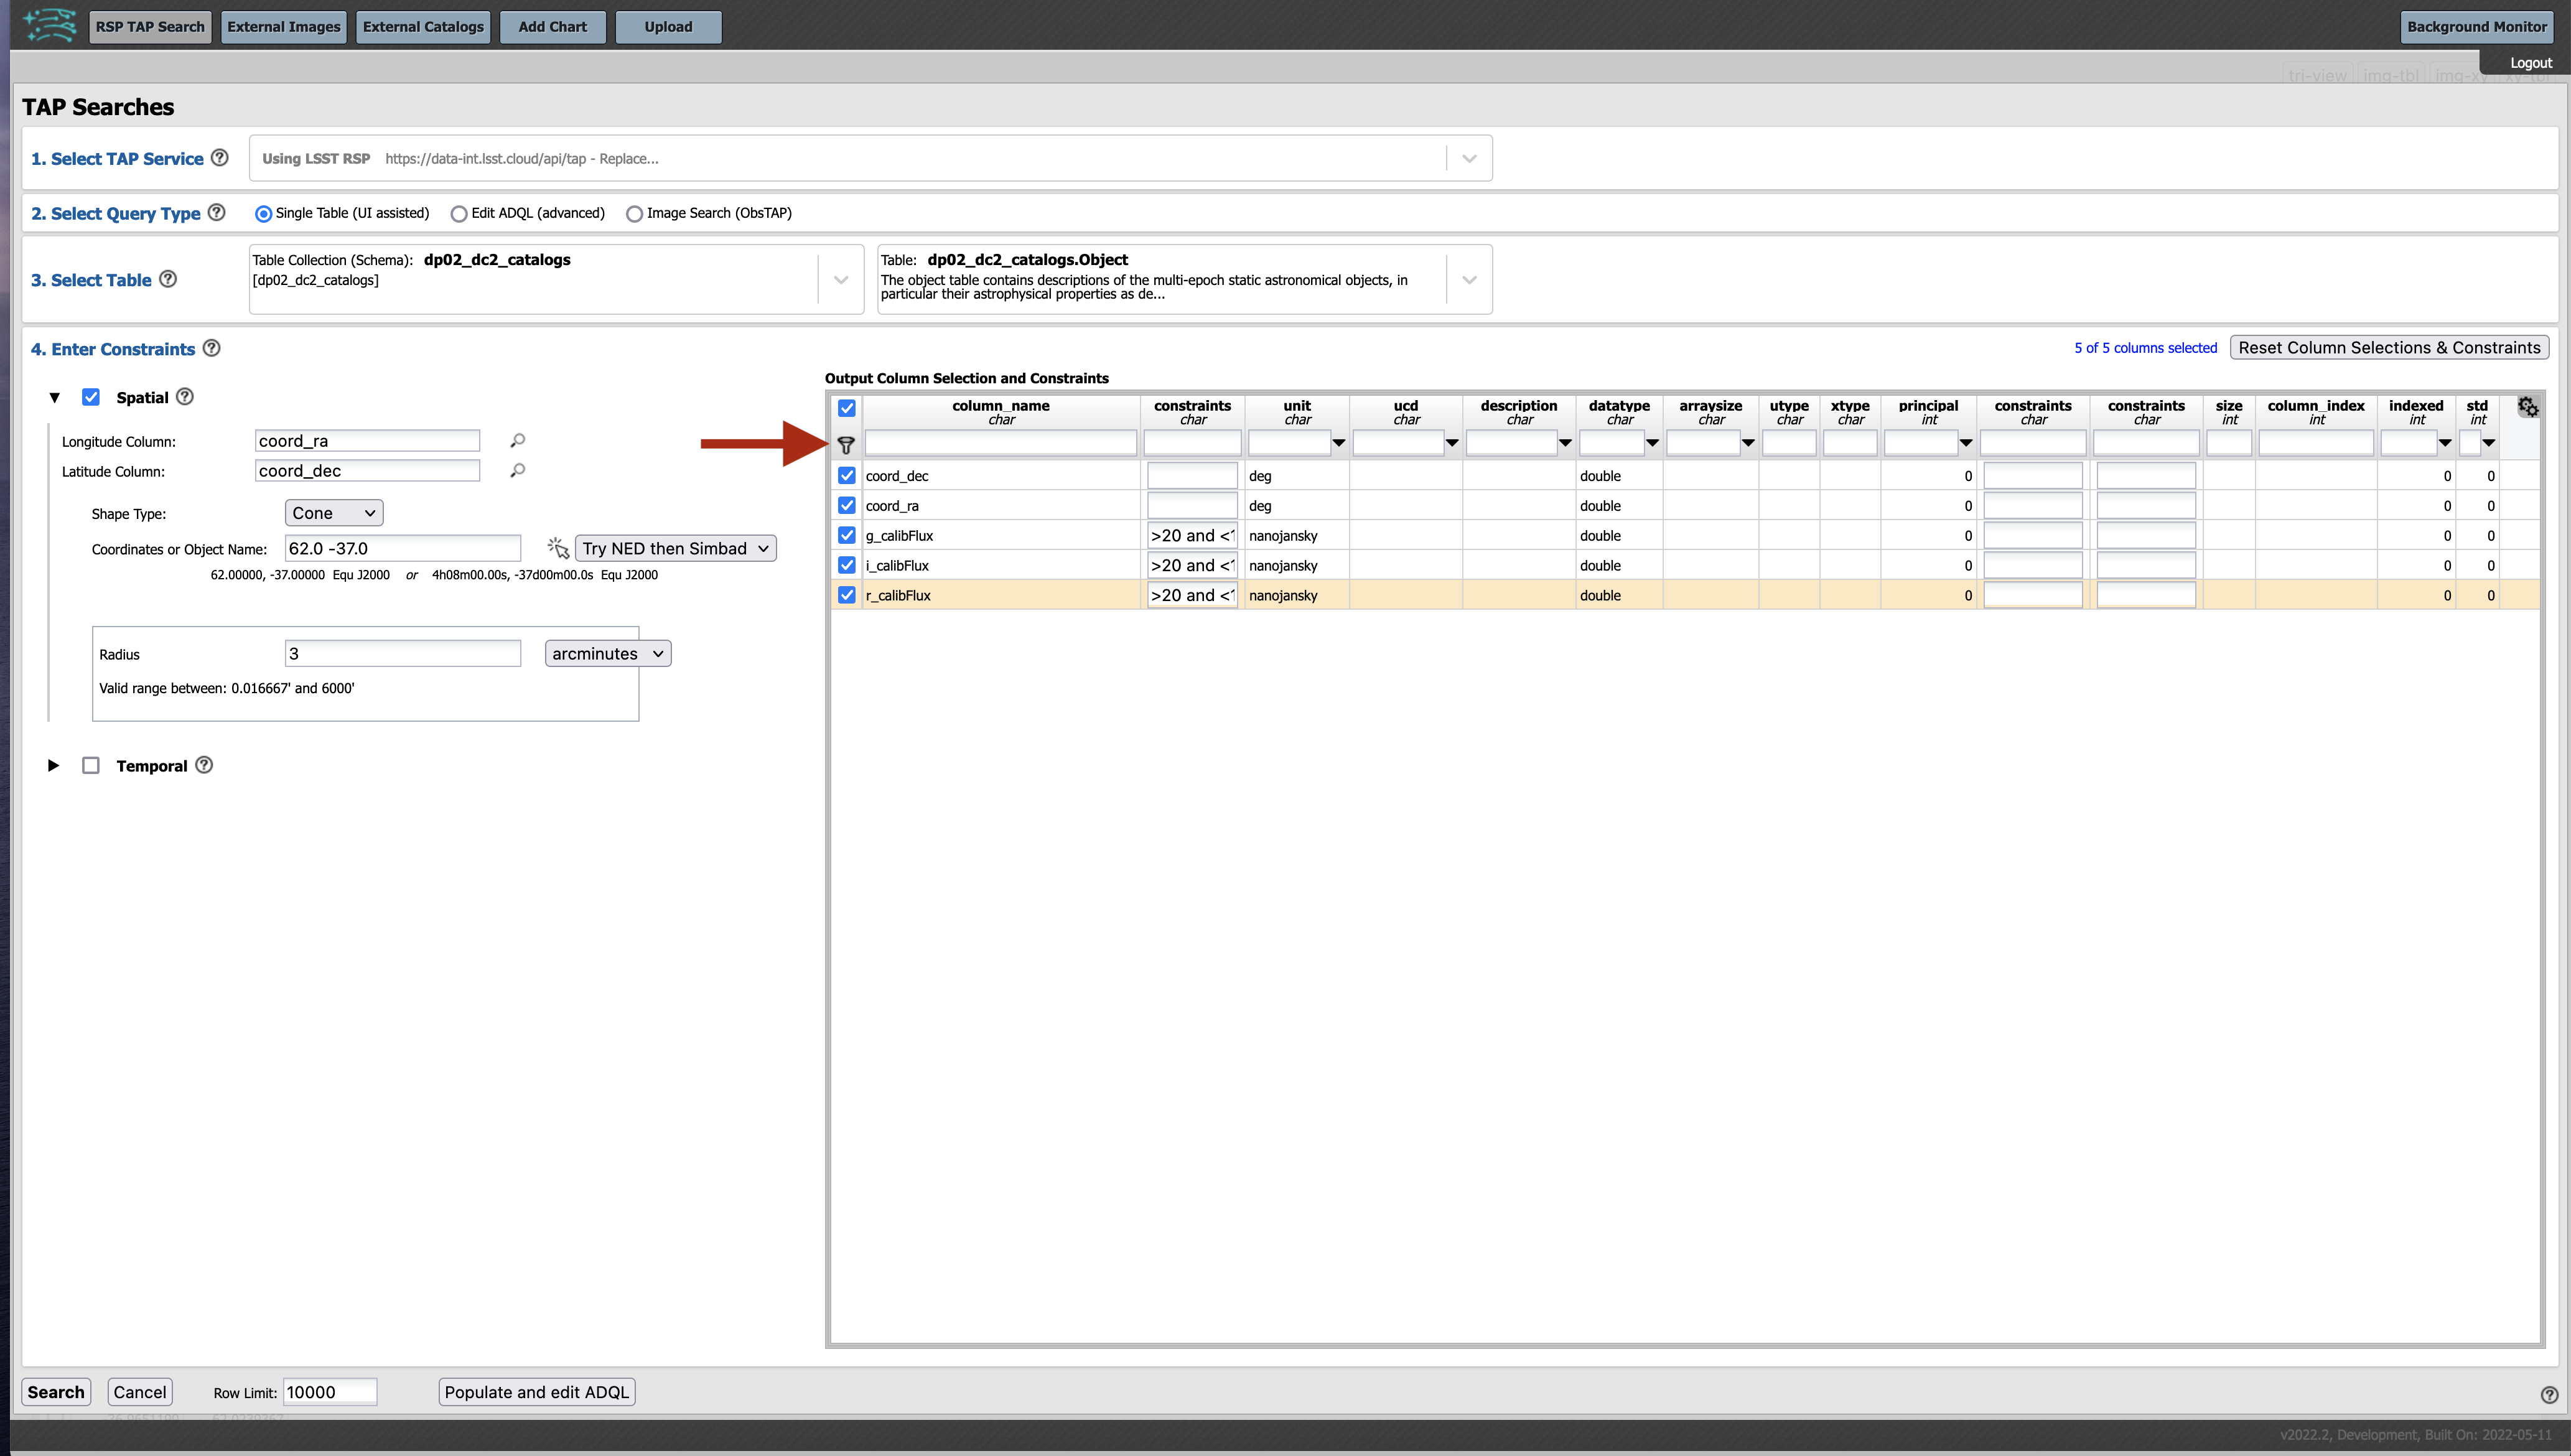 RSP TAP Search External Images External Catalogs Add Chart Upload Background Monitor
Logout
tri-view img-tbl img-xy xy-tbl
TAP Searches
1. Select TAP Service Using LSST RSP https://data-int.lsst.cloud/api/tap - Replace...
2. Select Query Type Single Table (UI assisted) Edit ADQL (advanced) Image Search (ObsTAP)
3. Select Table
Table Collection (Schema): dp02_dc2_catalogs
[dp02_dc2_catalogs]
Table: dp02_dc2_catalogs.Object
The object table contains descriptions of the multi-epoch static astronomical objects, in
particular their astrophysical properties as de...
4. Enter Constraints 5 of 5 columns selected Reset Column Selections & Constraints
Spatial
Longitude Column: coord_ra
Latitude Column: coord_dec
Shape Type: Cone
Coordinates or Object Name: 62.0 -37.0 Try NED then Simbad
62.00000, -37.00000 Equ J2000 or 4h08m00.00s, -37d00m00.0s Equ J2000
Radius 3 arcminutes
Valid range between: 0.016667' and 6000'
Temporal
Output Column Selection and Constraints
column_name constraints unit ucd description datatype arraysize utype xtype principal constraints constraints size column_index indexed std
char char char char char char char char char int char char int int int int
coord_dec deg double 0 0 0
coord_ra deg double 0 0 0
g_calibFlux >20 and <1 nanojansky double 0 0 0
i_calibFlux >20 and <1 nanojansky double 0 0 0
r_calibFlux >20 and <1 nanojansky double 0 0 0
Search Cancel Row Limit: 10000 Populate and edit ADQL
v2022.2, Development, Built On: 2022-05-11